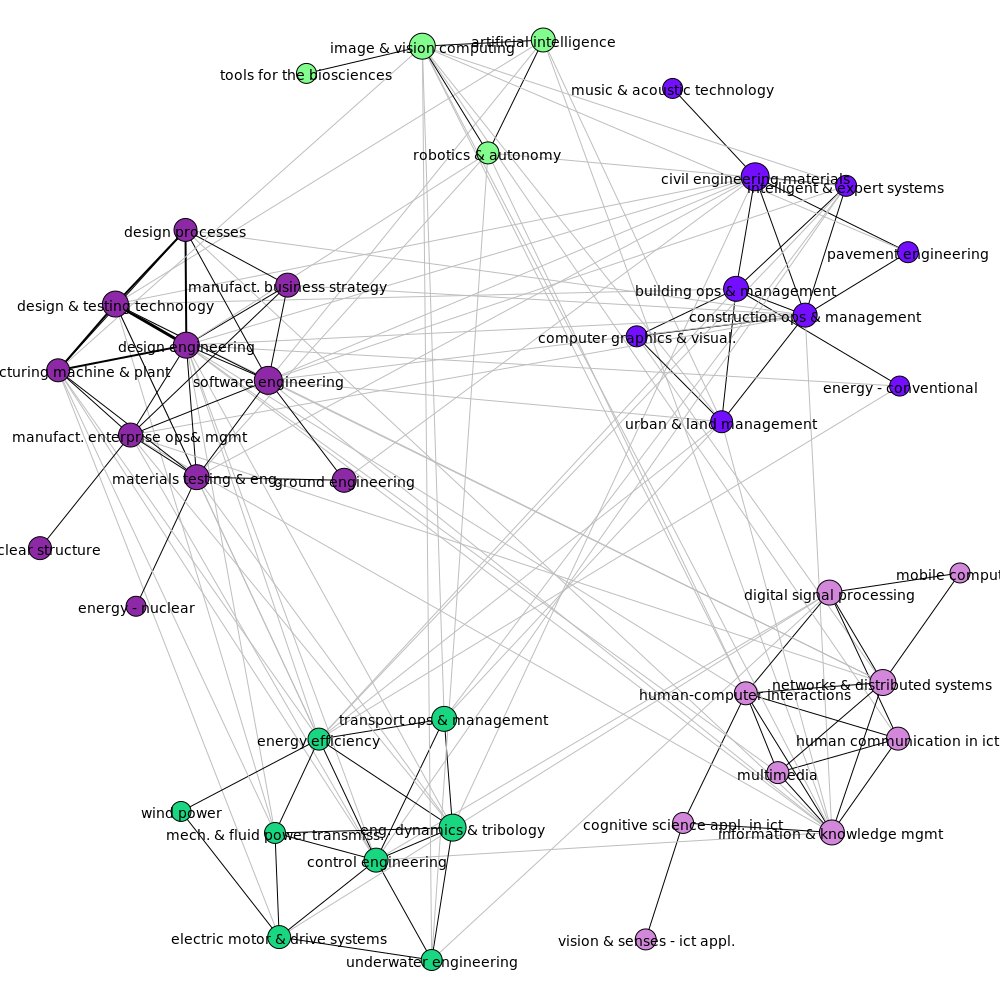 image & vision computing
artificial intelligence
tools for the biosciences
music & acoustic technology
robotics & autonomy
civil engineering materials
intelligent & expert systems
design processes
pavement engineering
manufact. business strategy
building ops & management
design & testing technology
construction ops & management
computer graphics & visual.
design engineering
cturing machine & plant
software engineering
energy - conventional
urban & land management
manufact. enterprise ops& mgmt
materials testing & eng.
ground engineering
clear structure
mobile comput
digital signal processing
energy - nuclear
networks & distributed systems
human-computer interactions
transport ops & management
energy efficiency
human communication in ict
multimedia
wind power
cognitive science appl. in ict
mech. & fluid power transmiss.
eng. dynamics & tribology
information & knowledge mgmt
control engineering
electric motor & drive systems
vision & senses - ict appl.
underwater engineering